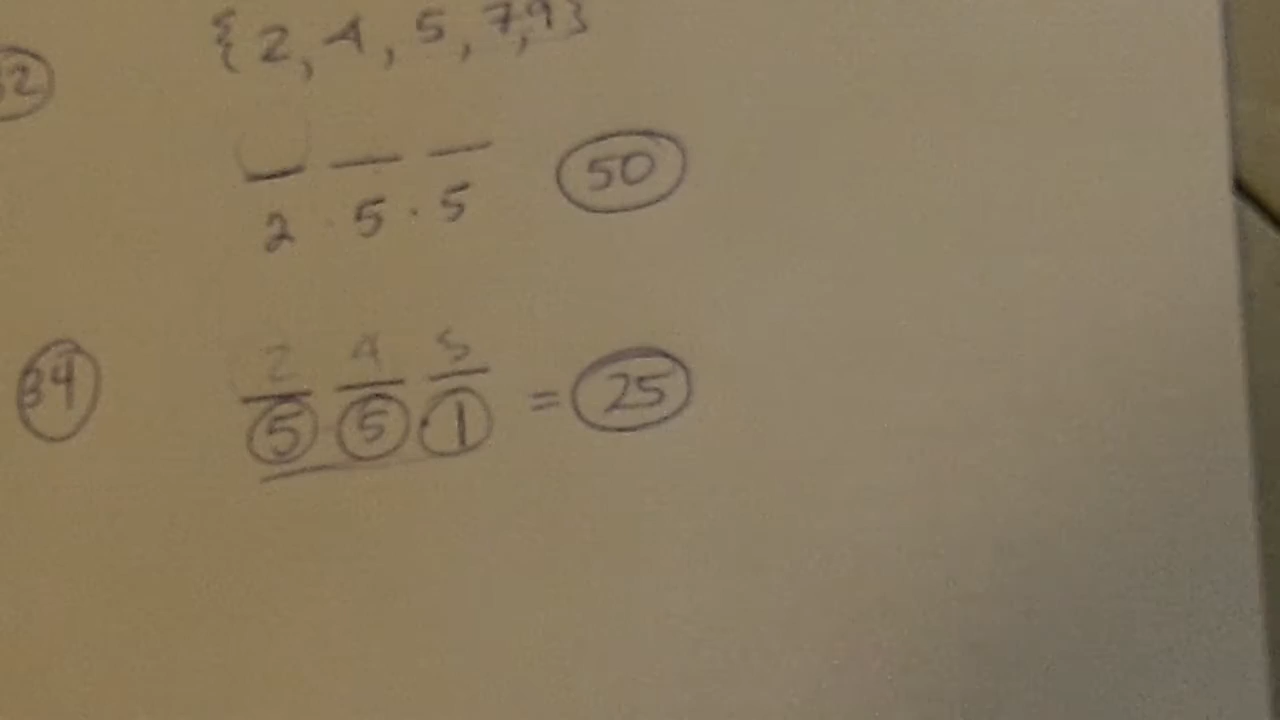 32 {2, 4, 5, 7, 9}
_ _ _ 50
2 · 5 · 5
2 4 5
34 5 · 5 · 1 = 25